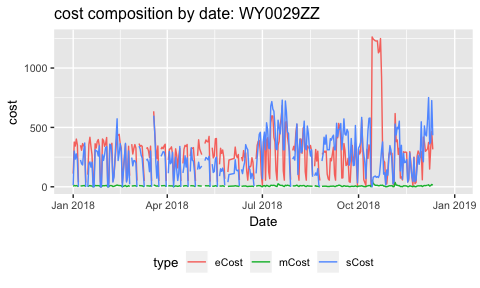 cost composition by date: WY0029ZZ
cost
1000
500
0
Jan 2018
Apr 2018
Jul 2018
Oct 2018
Jan 2019
Date
type
eCost
mCost
sCost